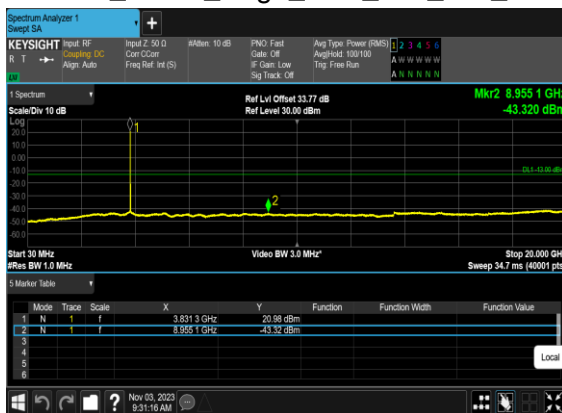 Spectrum Analyzer 1
Swept SA
KEYSIGHT
R T
LU
Input: RF
Coupling: DC
Align: Auto
Input Z: 50 Ω
Corr CCorr
Freq Ref: Int (S)
#Atten: 10 dB
PNO: Fast
Gate: Off
IF Gain: Low
Sig Track: Off
Avg Type: Power (RMS)
Avg|Hold: 100/100
Trig: Free Run
1 2 3 4 5 6
A W W W W W
A N N N N N
1 Spectrum
Scale/Div 10 dB
Ref Lvl Offset 33.77 dB
Ref Level 30.00 dBm
Mkr2 8.955 1 GHz
-43.320 dBm
Log
20.0
10.0
0.00
-10.0
-20.0
-30.0
-40.0
-50.0
-60.0
1
2
DL1 -13.00 dB
Start 30 MHz
#Res BW 1.0 MHz
Video BW 3.0 MHz*
Stop 20.000 GH
Sweep 34.7 ms (40001 pts
5 Marker Table
Mode Trace Scale X Y Function Function Width Function Value
1 N 1 f 3.831 3 GHz 20.98 dBm
2 N 1 f 8.955 1 GHz -43.32 dBm
3
4
5
6
Local
?
Nov 03, 2023
9:31:16 AM